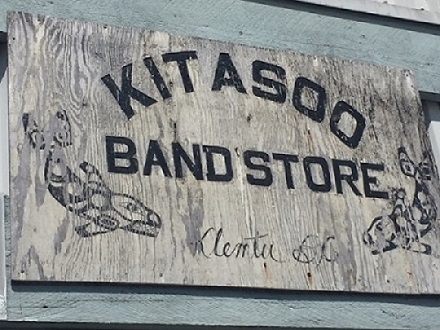 KITASOO
BAND STORE
Klemtu B.C.